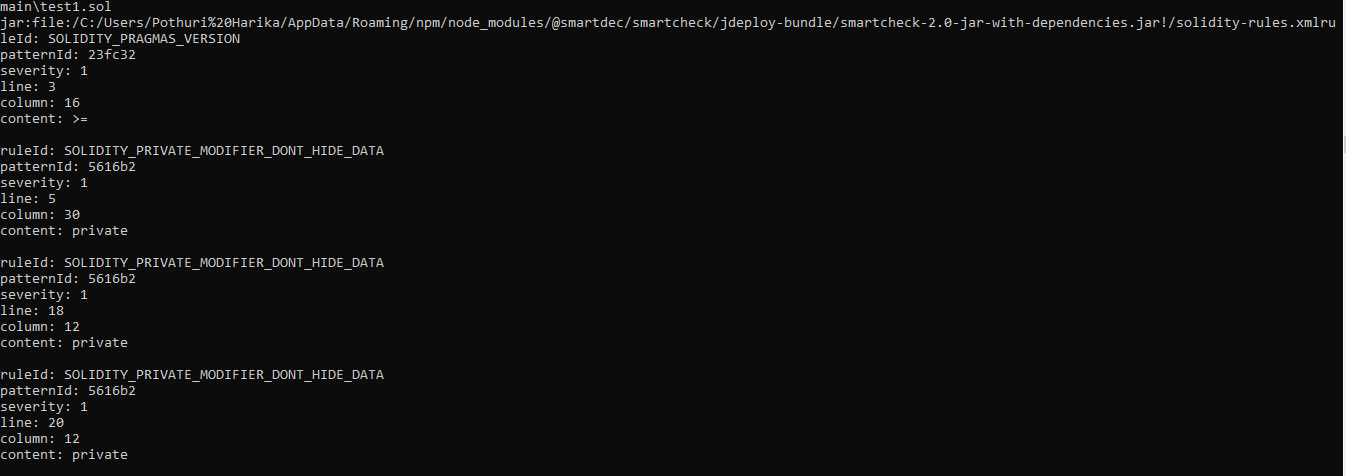 main\test1.sol
jar:file:/C:/Users/Pothuri%20Harika/AppData/Roaming/npm/node_modules/@smartdec/smartcheck/jdeploy-bundle/smartcheck-2.0-jar-with-dependencies.jar!/solidity-rules.xmlru
leId: SOLIDITY_PRAGMAS_VERSION
patternId: 23fc32
severity: 1
line: 3
column: 16
content: >=
ruleId: SOLIDITY_PRIVATE_MODIFIER_DONT_HIDE_DATA
patternId: 5616b2
severity: 1
line: 5
column: 30
content: private
ruleId: SOLIDITY_PRIVATE_MODIFIER_DONT_HIDE_DATA
patternId: 5616b2
severity: 1
line: 18
column: 12
content: private
ruleId: SOLIDITY_PRIVATE_MODIFIER_DONT_HIDE_DATA
patternId: 5616b2
severity: 1
line: 20
column: 12
content: private